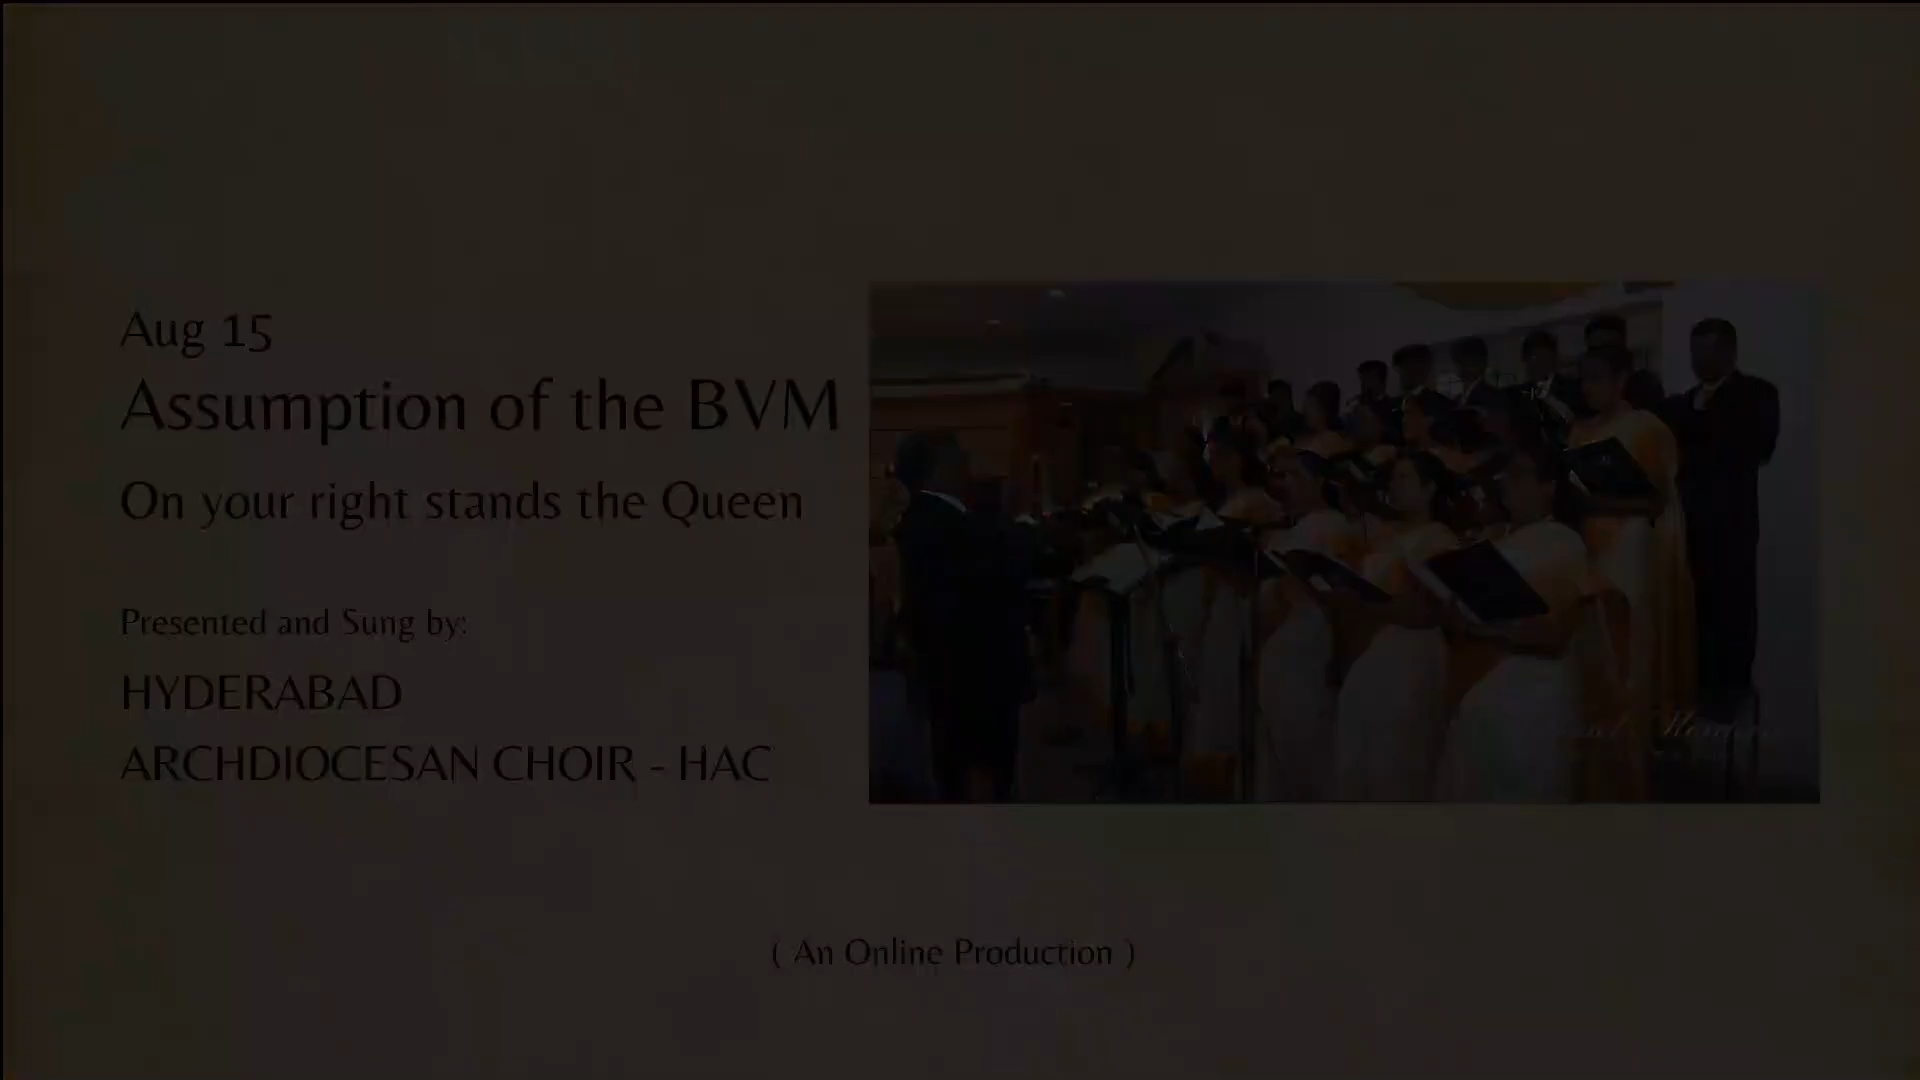 Aug 15
Assumption of the BVM
On your right stands the Queen
Presented and Sung by:
HYDERABAD
ARCHDIOCESAN CHOIR - HAC
( An Online Production )